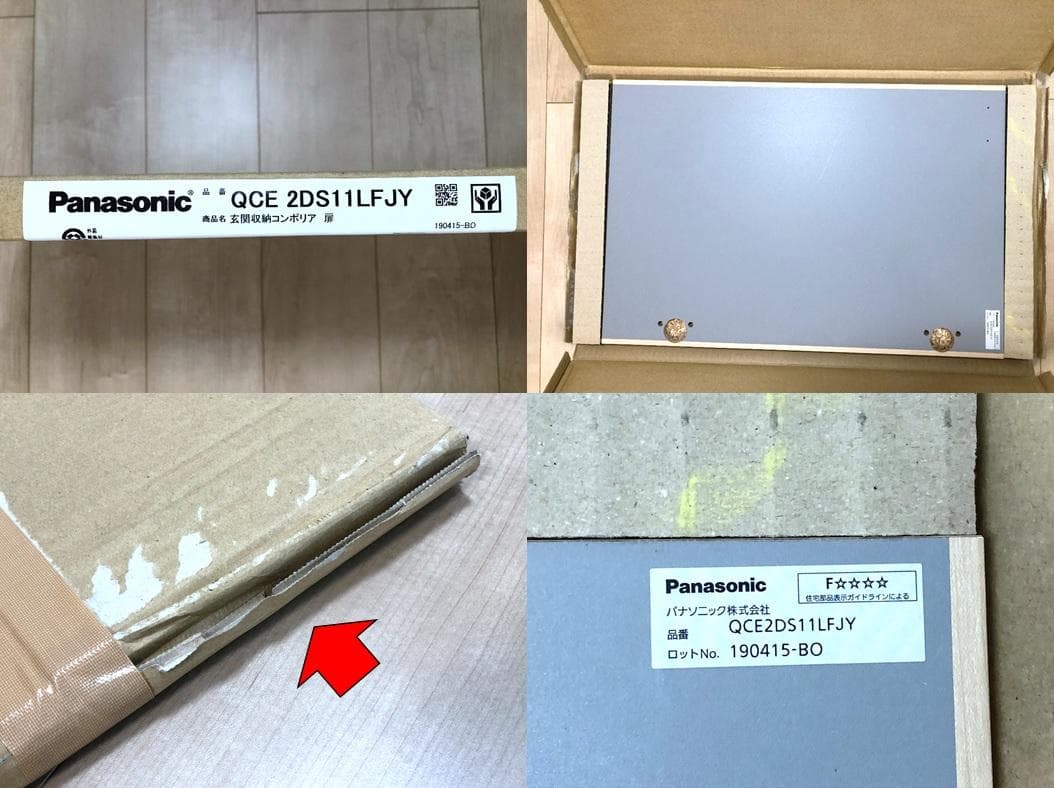 Panasonic® 品番 QCE 2DS11LFJY
商品名 玄関収納コンポリア 扉
190415-BO
Panasonic
F☆☆☆☆
住宅部品表示ガイドラインによる
パナソニック株式会社
品番 QCE2DS11LFJY
ロットNo. 190415-BO